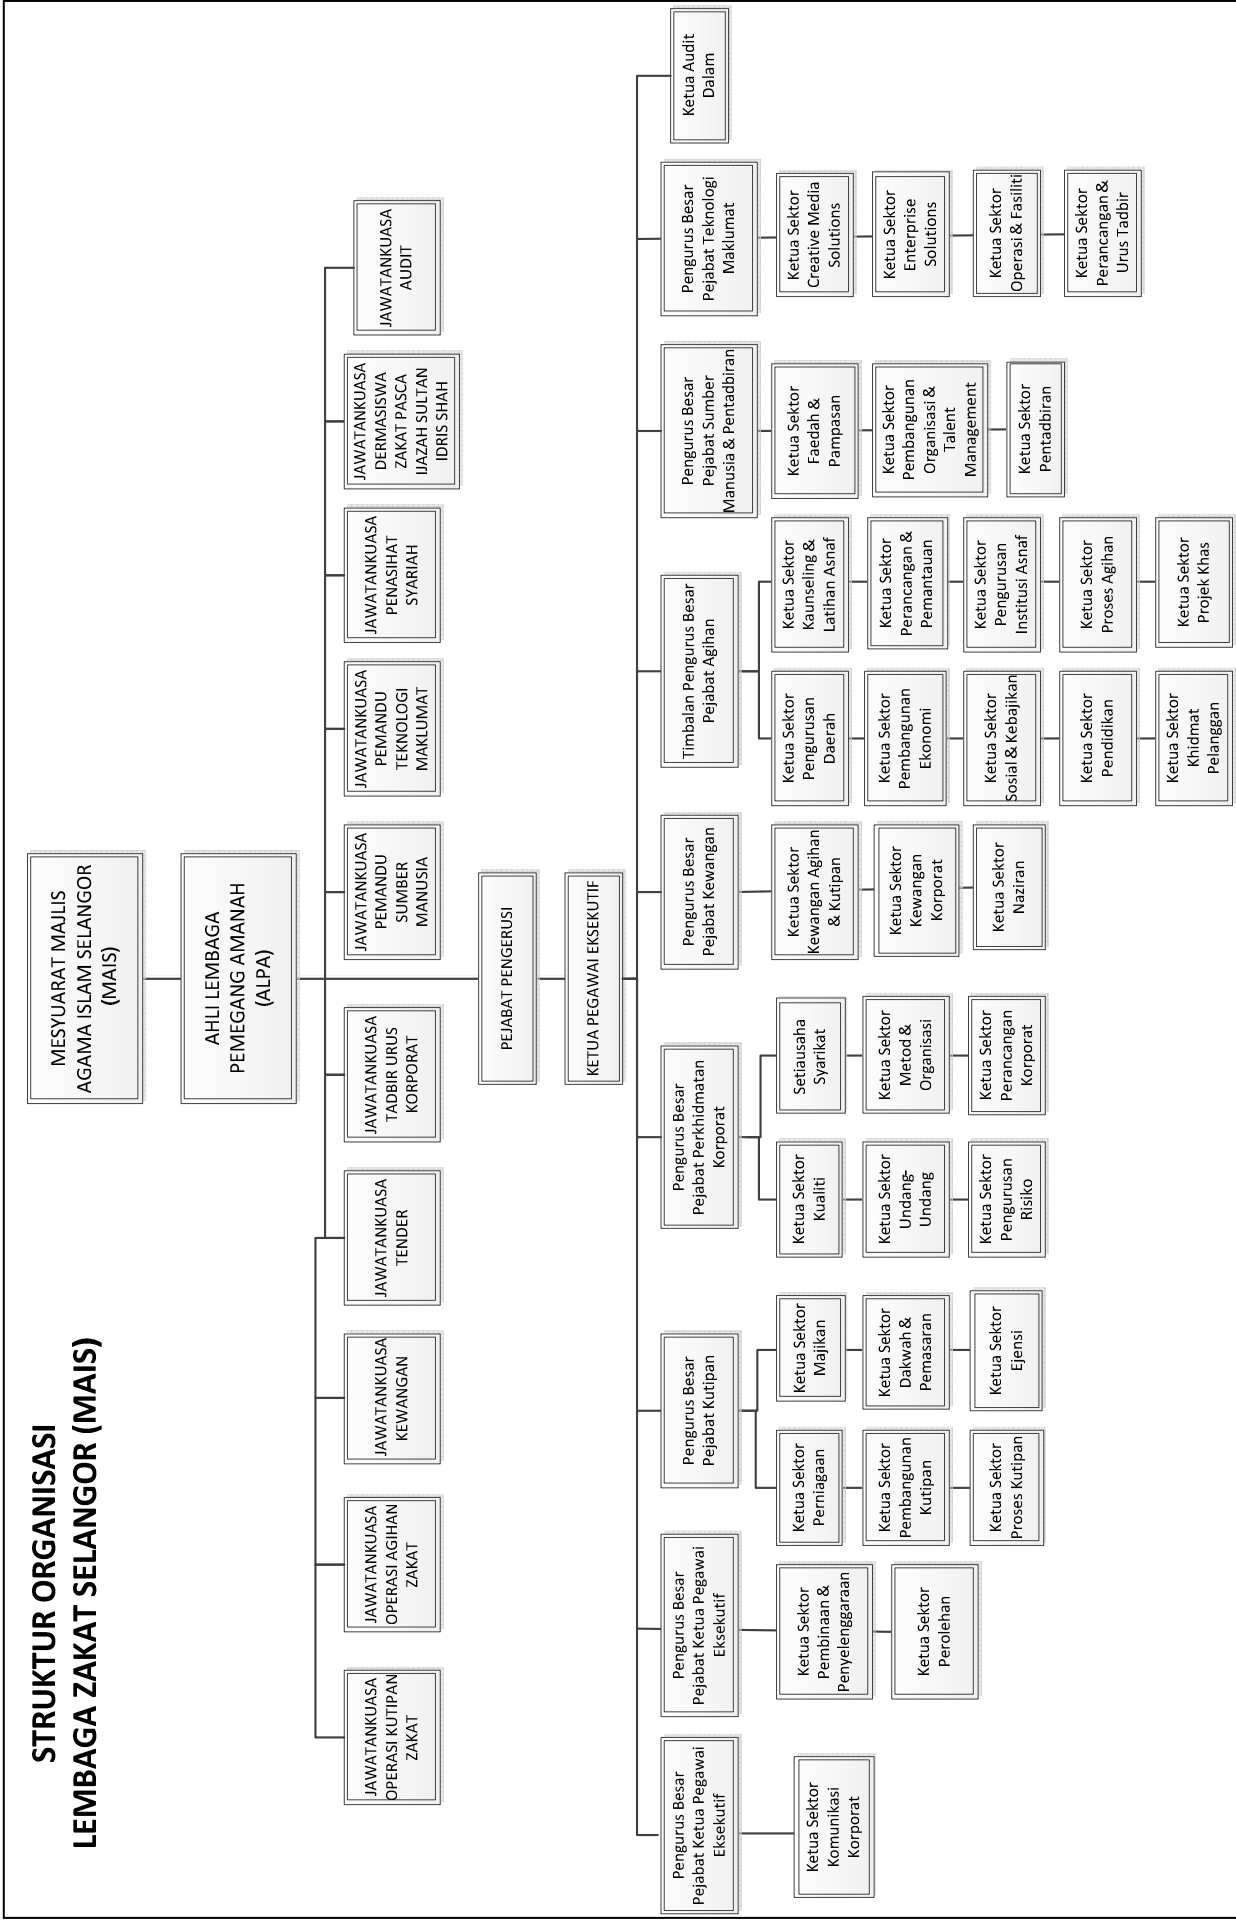 STRUKTUR ORGANISASI
LEMBAGA ZAKAT SELANGOR (MAIS)
MESYUARAT MAJLIS
AGAMA ISLAM SELANGOR
(MAIS)
AHLI LEMBAGA
PEMEGANG AMANAH
(ALPA)
JAWATANKUASA
OPERASI KUTIPAN
ZAKAT
JAWATANKUASA
OPERASI AGIHAN
ZAKAT
JAWATANKUASA
KEWANGAN
JAWATANKUASA
TENDER
JAWATANKUASA
TADBIR URUS
KORPORAT
JAWATANKUASA
PEMANDU
SUMBER
MANUSIA
JAWATANKUASA
PEMANDU
TEKNOLOGI
MAKLUMAT
JAWATANKUASA
PENASIHAT
SYARIAH
JAWATANKUASA
DERMASISWA
ZAKAT PASCA
IJAZAH SULTAN
IDRIS SHAH
JAWATANKUASA
AUDIT
PEJABAT PENGERUSI
KETUA PEGAWAI EKSEKUTIF
Pengurus Besar
Pejabat Ketua Pegawai
Eksekutif
Ketua Sektor
Komunikasi
Korporat
Pengurus Besar
Pejabat Ketua Pegawai
Eksekutif
Ketua Sektor
Pembinaan &
Penyelenggaraan
Ketua Sektor
Perolehan
Pengurus Besar
Pejabat Kutipan
Ketua Sektor
Perniagaan
Ketua Sektor
Pembangunan
Kutipan
Ketua Sektor
Proses Kutipan
Ketua Sektor
Majikan
Ketua Sektor
Dakwah &
Pemasaran
Ketua Sektor
Ejensi
Pengurus Besar
Pejabat Perkhidmatan
Korporat
Ketua Sektor
Kualiti
Ketua Sektor
Undang-
Undang
Ketua Sektor
Pengurusan
Risiko
Setiausaha
Syarikat
Ketua Sektor
Metod &
Organisasi
Ketua Sektor
Perancangan
Korporat
Pengurus Besar
Pejabat Kewangan
Ketua Sektor
Kewangan Agihan
& Kutipan
Ketua Sektor
Kewangan
Korporat
Ketua Sektor
Naziran
Timbalan Pengurus Besar
Pejabat Agihan
Ketua Sektor
Pengurusan
Daerah
Ketua Sektor
Pembangunan
Ekonomi
Ketua Sektor
Sosial & Kebajikan
Ketua Sektor
Pendidikan
Ketua Sektor
Khidmat
Pelanggan
Ketua Sektor
Kaunseling &
Latihan Asnaf
Ketua Sektor
Perancangan &
Pemantauan
Ketua Sektor
Pengurusan
Institusi Asnaf
Ketua Sektor
Proses Agihan
Ketua Sektor
Projek Khas
Pengurus Besar
Pejabat Sumber
Manusia & Pentadbiran
Ketua Sektor
Faedah &
Pampasan
Ketua Sektor
Pembangunan
Organisasi &
Talent
Management
Ketua Sektor
Pentadbiran
Pengurus Besar
Pejabat Teknologi
Maklumat
Ketua Sektor
Creative Media
Solutions
Ketua Sektor
Enterprise
Solutions
Ketua Sektor
Operasi & Fasiliti
Ketua Sektor
Perancangan &
Urus Tadbir
Ketua Audit
Dalam